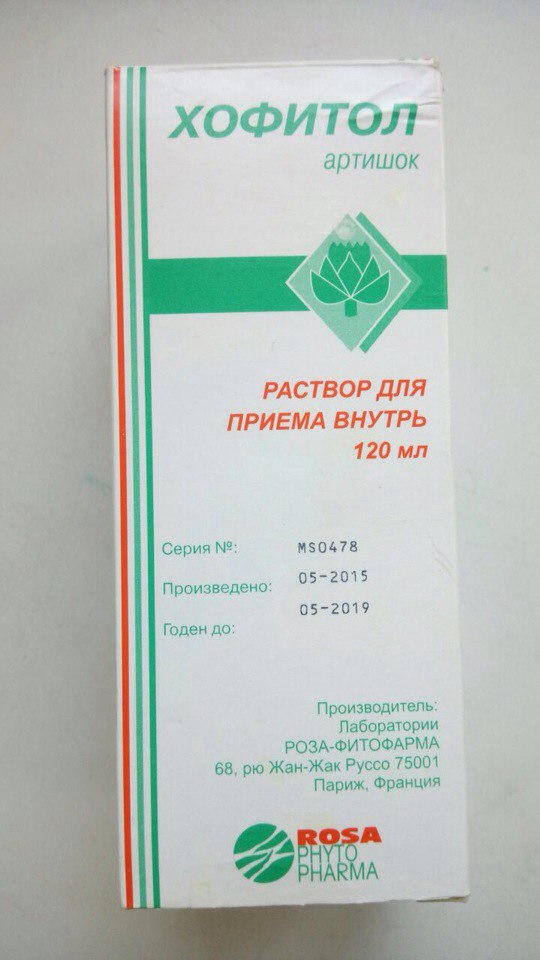 ХОФИТОЛ
артишок
РАСТВОР ДЛЯ
ПРИЕМА ВНУТРЬ
120 мл
Серия №: MS0478
Произведено: 05-2015
Годен до: 05-2019
Производитель:
Лаборатории
РОЗА-ФИТОФАРМА
68, рю Жан-Жак Руссо 75001
Париж, Франция
ROSA
PHYTO
PHARMA